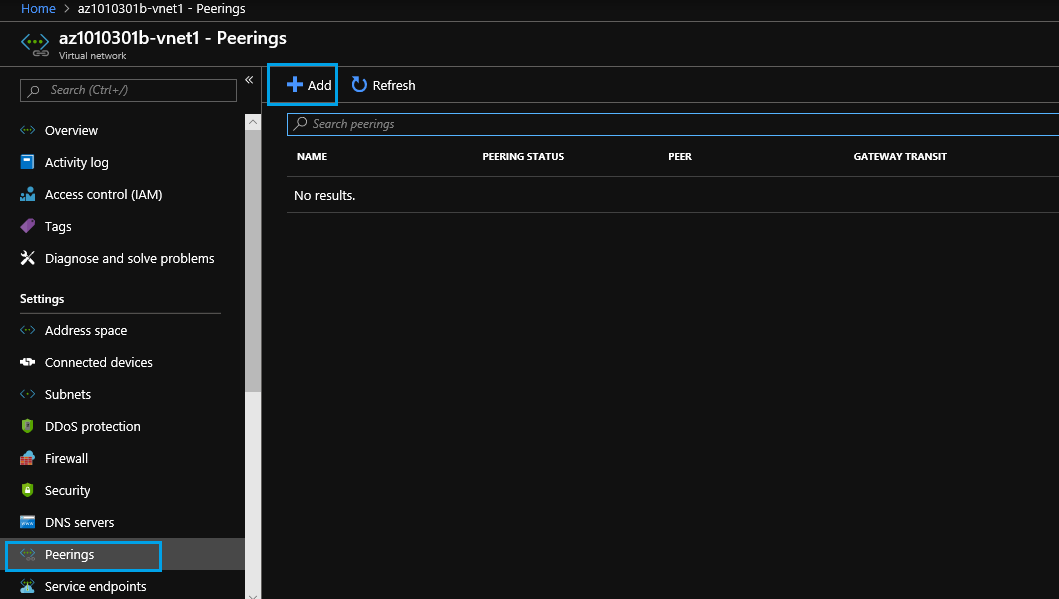 Home > az1010301b-vnet1 - Peerings
az1010301b-vnet1 - Peerings
Virtual network
Search (Ctrl+/)
«
Overview
Activity log
Access control (IAM)
Tags
Diagnose and solve problems
Settings
Address space
Connected devices
Subnets
DDoS protection
Firewall
Security
DNS servers
Peerings
Service endpoints
Add Refresh
Search peerings
NAME PEERING STATUS PEER GATEWAY TRANSIT
No results.